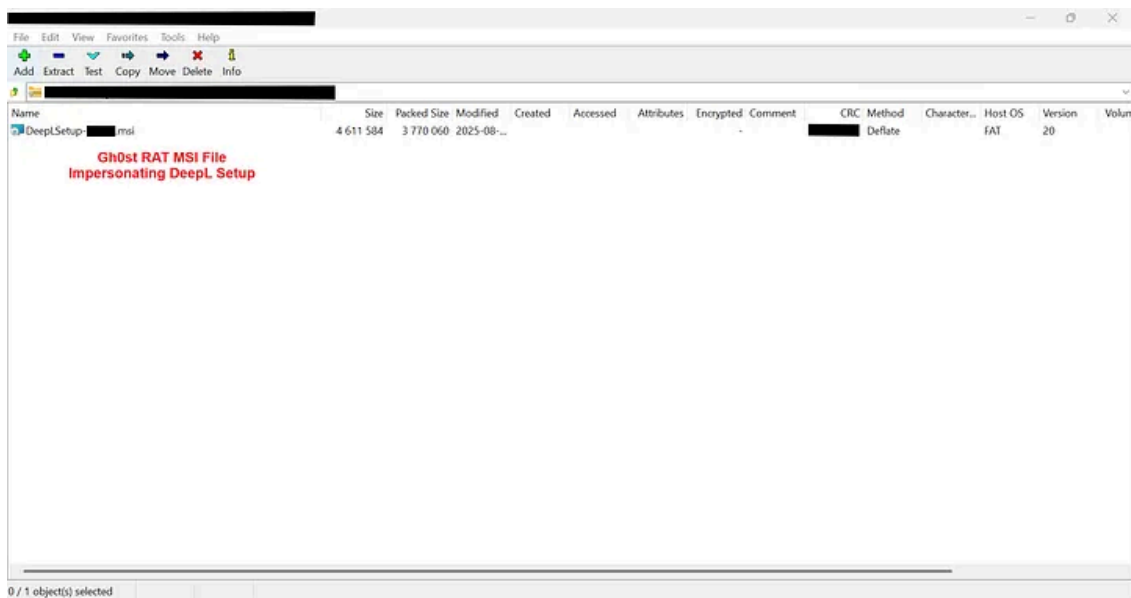 File Edit View Favorites Tools Help
Add Extract Test Copy Move Delete Info
Name Size Packed Size Modified Created Accessed Attributes Encrypted Comment CRC Method Character... Host OS Version Volum
DeepLSetup- .msi 4 611 584 3 770 060 2025-08-... - Deflate FAT 20
Gh0st RAT MSI File
Impersonating DeepL Setup
0 / 1 object(s) selected